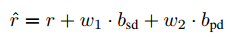 r̂ = r + w₁ · b_sd + w₂ · b_pd